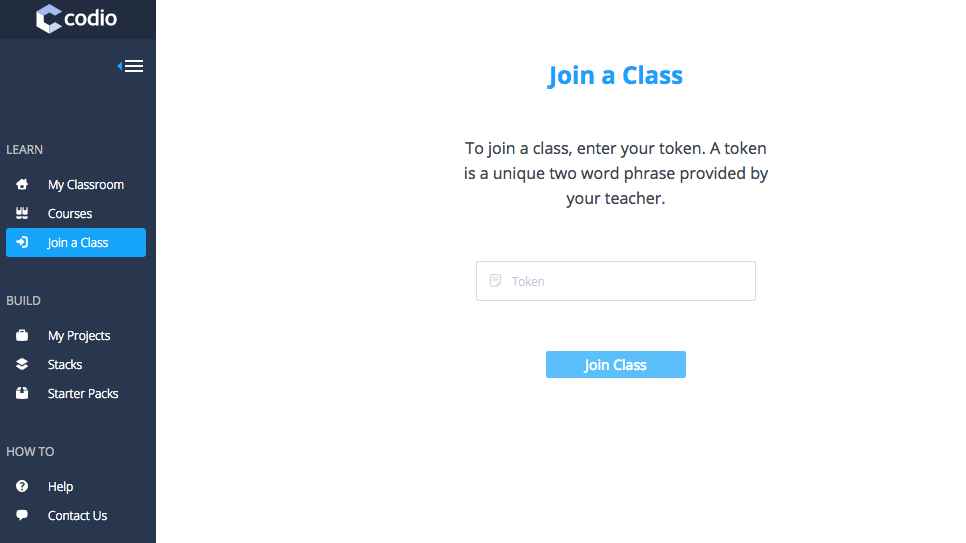 codio
LEARN
My Classroom
Courses
Join a Class
BUILD
My Projects
Stacks
Starter Packs
HOW TO
Help
Contact Us
Join a Class
To join a class, enter your token. A token
is a unique two word phrase provided by
your teacher.
Token
Join Class